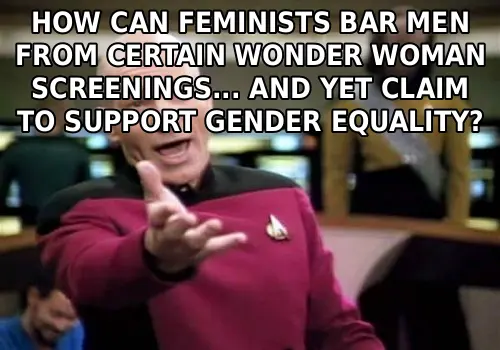 HOW CAN FEMINISTS BAR MEN
FROM CERTAIN WONDER WOMAN
SCREENINGS... AND YET CLAIM
TO SUPPORT GENDER EQUALITY?